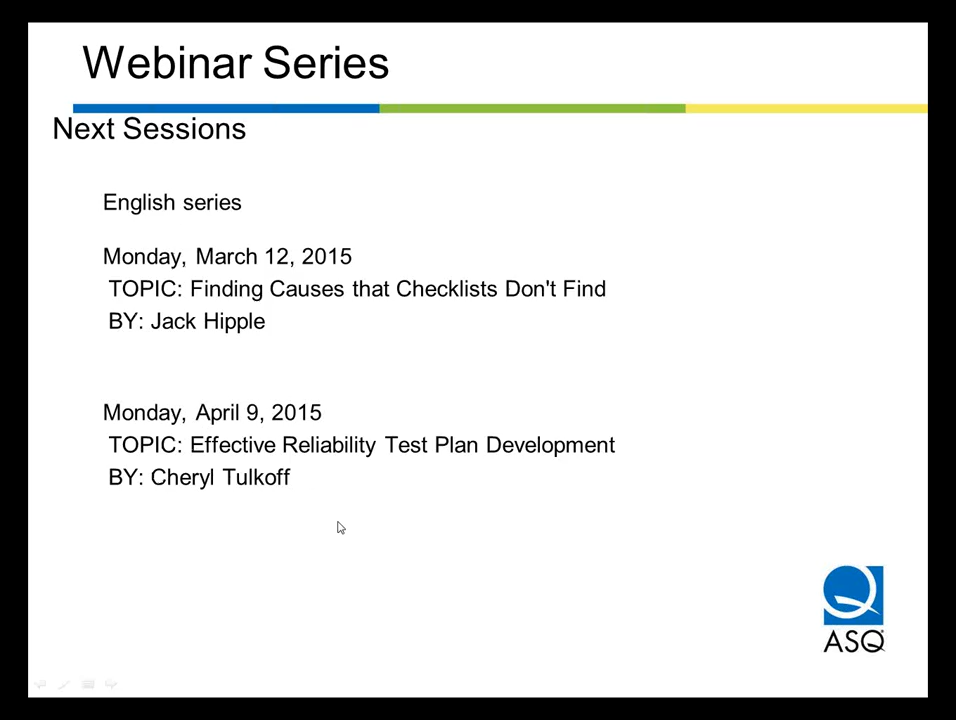 Webinar Series
Next Sessions
English series
Monday, March 12, 2015
TOPIC: Finding Causes that Checklists Don't Find
BY: Jack Hipple
Monday, April 9, 2015
TOPIC: Effective Reliability Test Plan Development
BY: Cheryl Tulkoff
ASQ